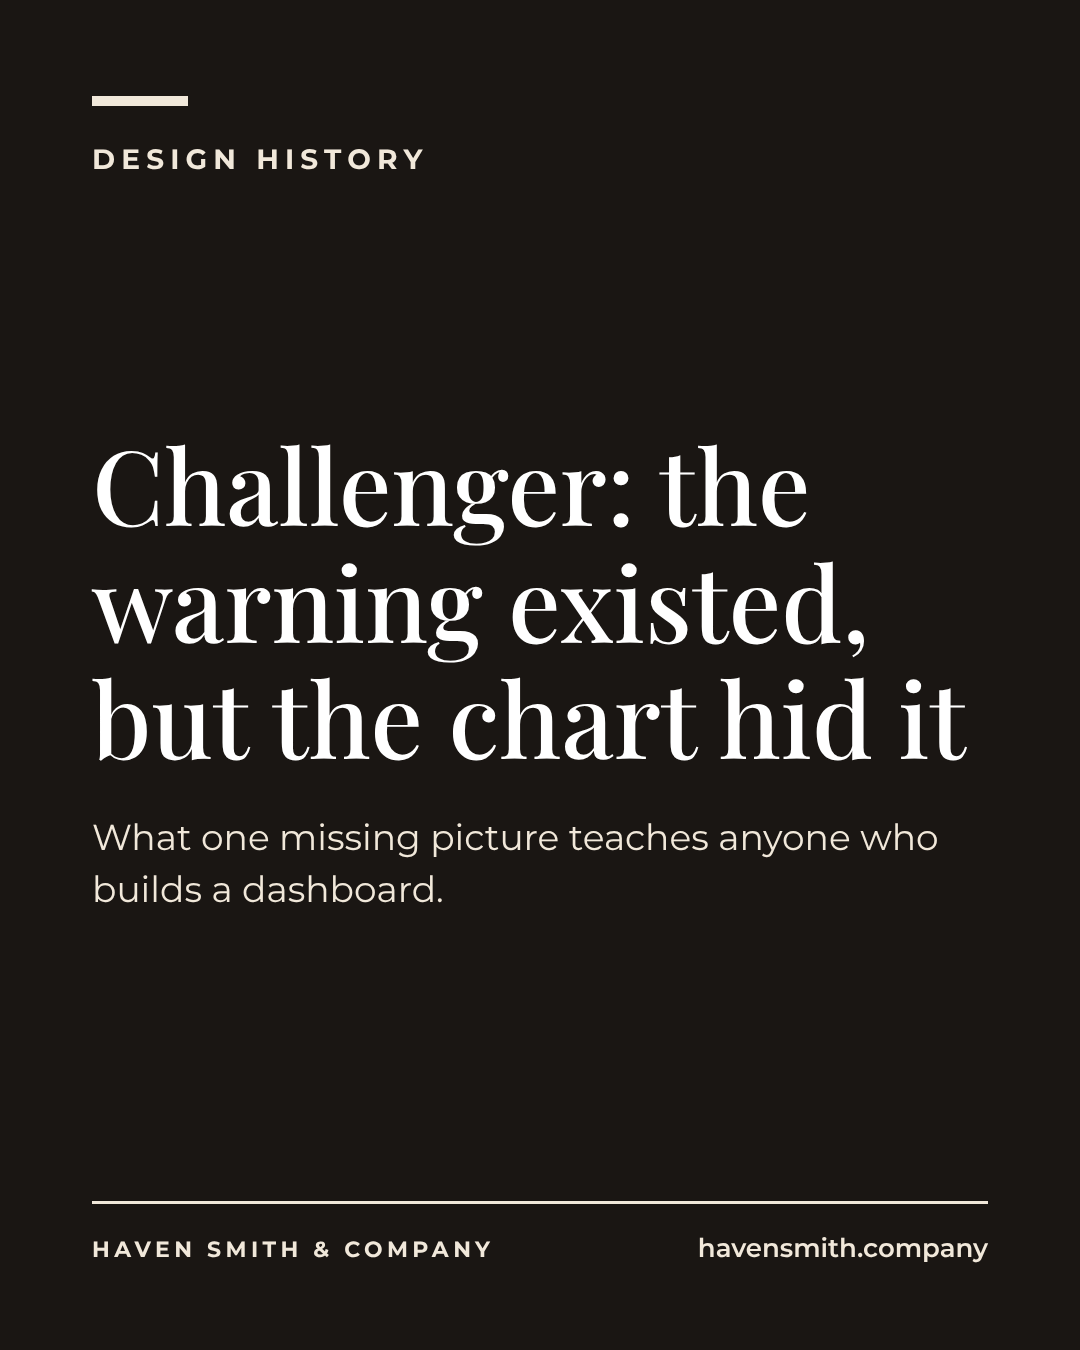 DESIGN HISTORY
Challenger: the
warning existed,
but the chart hid it
What one missing picture teaches anyone who
builds a dashboard.
HAVEN SMITH & COMPANY
havensmith.company